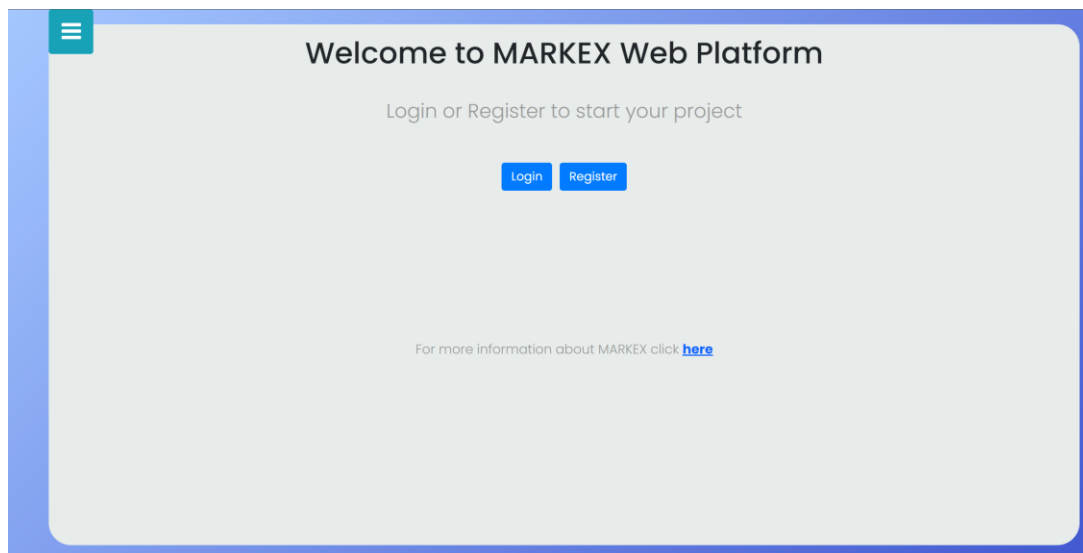 Welcome to MARKEX Web Platform
Login or Register to start your project
Login Register
For more information about MARKEX click here